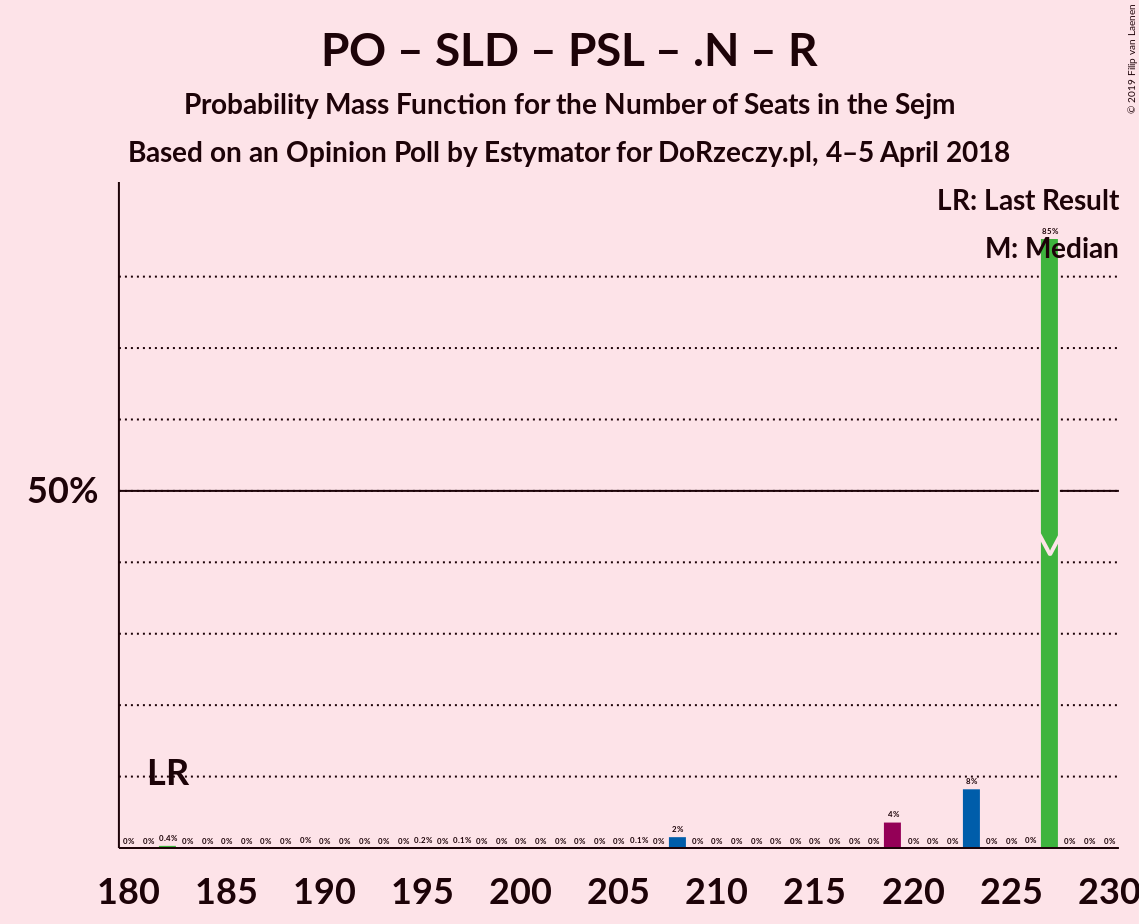 PO – SLD – PSL – .N – R
Probability Mass Function for the Number of Seats in the Sejm
Based on an Opinion Poll by Estymator for DoRzeczy.pl, 4–5 April 2018
© 2019 Filip van Laenen
LR: Last Result
M: Median
85%
50%
LR
8%
4%
2%
0% 0% 0.4% 0% 0% 0% 0% 0% 0% 0% 0% 0% 0% 0% 0% 0.2% 0% 0.1% 0% 0% 0% 0% 0% 0% 0% 0% 0.1% 0% 0% 0% 0% 0% 0% 0% 0% 0% 0% 0% 0% 0% 0% 0% 0% 0% 0% 0%
180 185 190 195 200 205 210 215 220 225 230